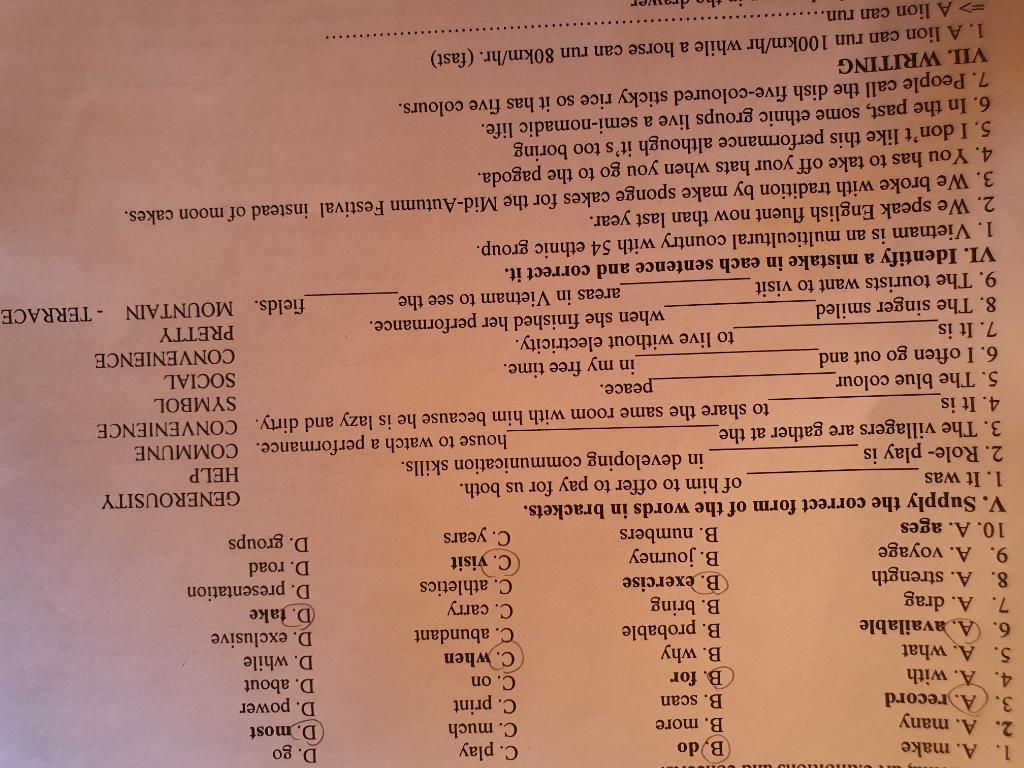 1. A. make B. do C. play D. go
2. A. many B. more C. much D. most
3. A. record B. scan C. print D. power
4. A. with B. for C. on D. about
5. A. what B. why C. when D. while
6. A. available B. probable C. abundant D. exclusive
7. A. drag B. bring C. carry D. take
8. A. strength B. exercise C. athletics D. presentation
9. A. voyage B. journey C. visit D. road
10. A. ages B. numbers C. years D. groups
V. Supply the correct form of the words in brackets.
1. It was ____________ of him to offer to pay for us both. GENEROUSITY
2. Role- play is ____________ in developing communication skills. HELP
3. The villagers are gather at the ____________ house to watch a performance. COMMUNE
4. It is ____________ to share the same room with him because he is lazy and dirty. CONVENIENCE
5. The blue colour ____________ peace. SYMBOL
6. I often go out and ____________ in my free time. SOCIAL
7. It is ____________ to live without electricity. CONVENIENCE
8. The singer smiled ____________ when she finished her performance. PRETTY
9. The tourists want to visit ____________ areas in Vietnam to see the ____________ fields. MOUNTAIN - TERRACE
VI. Identify a mistake in each sentence and correct it.
1. Vietnam is an multicultural country with 54 ethnic group.
2. We speak English fluent now than last year.
3. We broke with tradition by make sponge cakes for the Mid-Autumn Festival instead of moon cakes.
4. You has to take off your hats when you go to the pagoda.
5. I don't like this performance although it's too boring
6. In the past, some ethnic groups live a semi-nomadic life.
7. People call the dish five-coloured sticky rice so it has five colours.
VII. WRITING
1. A lion can run 100km/hr while a horse can run 80km/hr. (fast)
=> A lion can run..............................................................